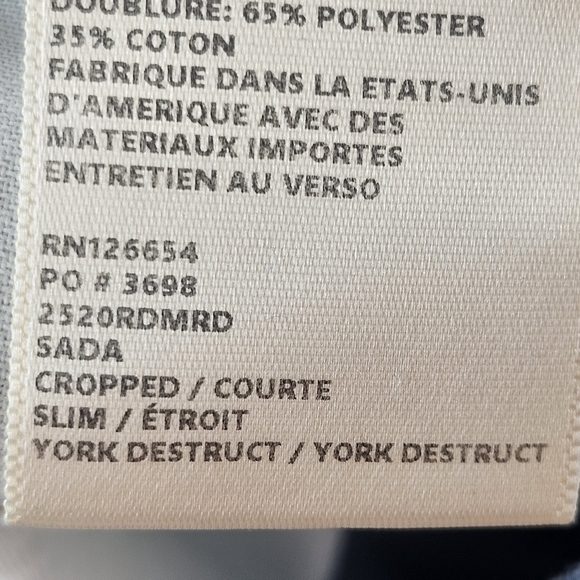 DOUBLURE: 65% POLYESTER
35% COTON
FABRIQUE DANS LA ETATS-UNIS
D'AMERIQUE AVEC DES
MATERIAUX IMPORTES
ENTRETIEN AU VERSO
RN126654
PO # 3698
2520RDMRD
SADA
CROPPED / COURTE
SLIM / ÉTROIT
YORK DESTRUCT / YORK DESTRUCT